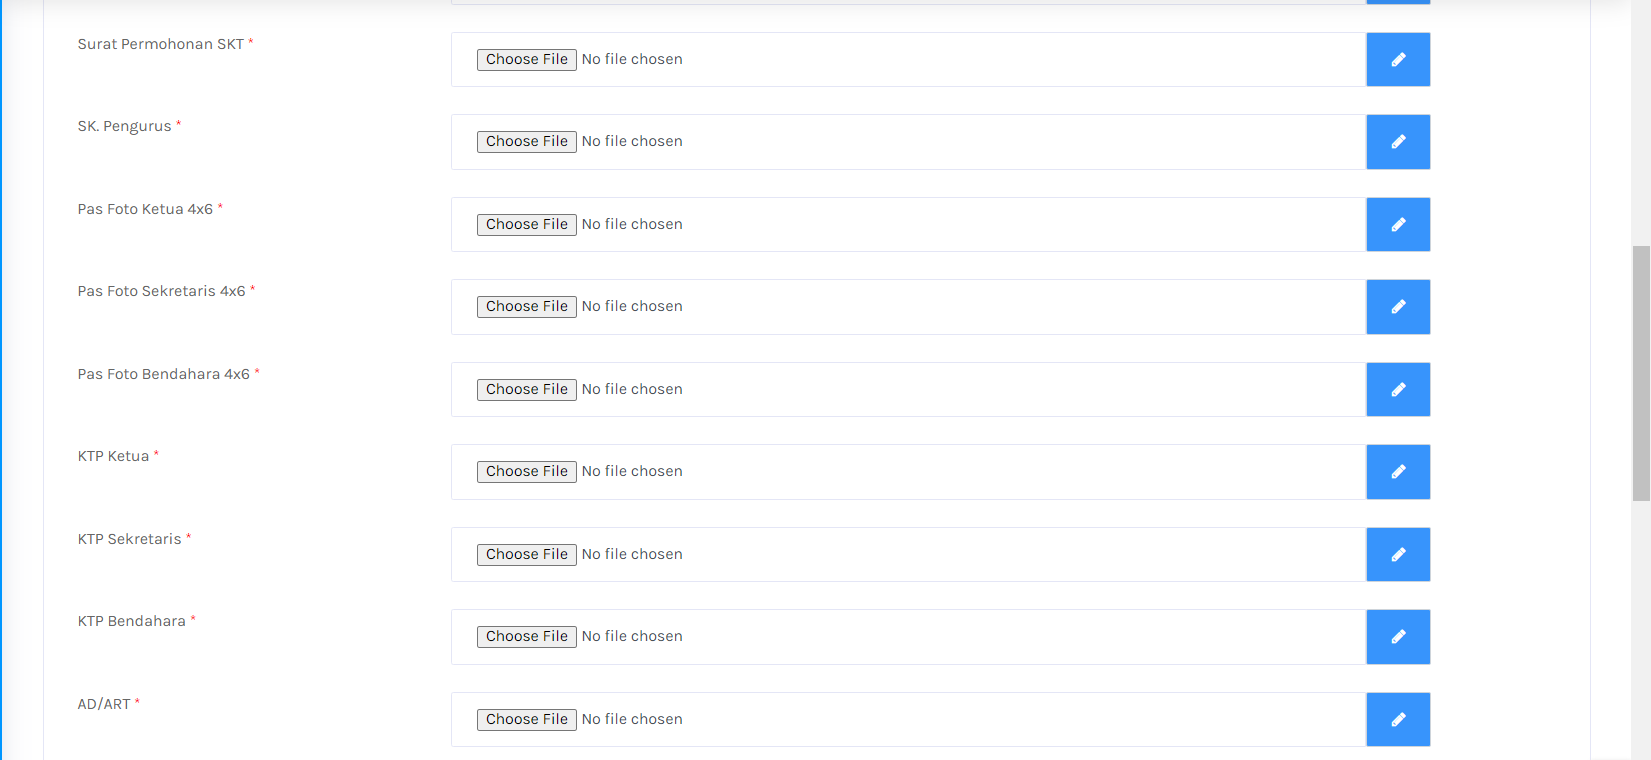 Surat Permohonan SKT *
Choose File No file chosen
SK. Pengurus *
Choose File No file chosen
Pas Foto Ketua 4x6 *
Choose File No file chosen
Pas Foto Sekretaris 4x6 *
Choose File No file chosen
Pas Foto Bendahara 4x6 *
Choose File No file chosen
KTP Ketua *
Choose File No file chosen
KTP Sekretaris *
Choose File No file chosen
KTP Bendahara *
Choose File No file chosen
AD/ART *
Choose File No file chosen